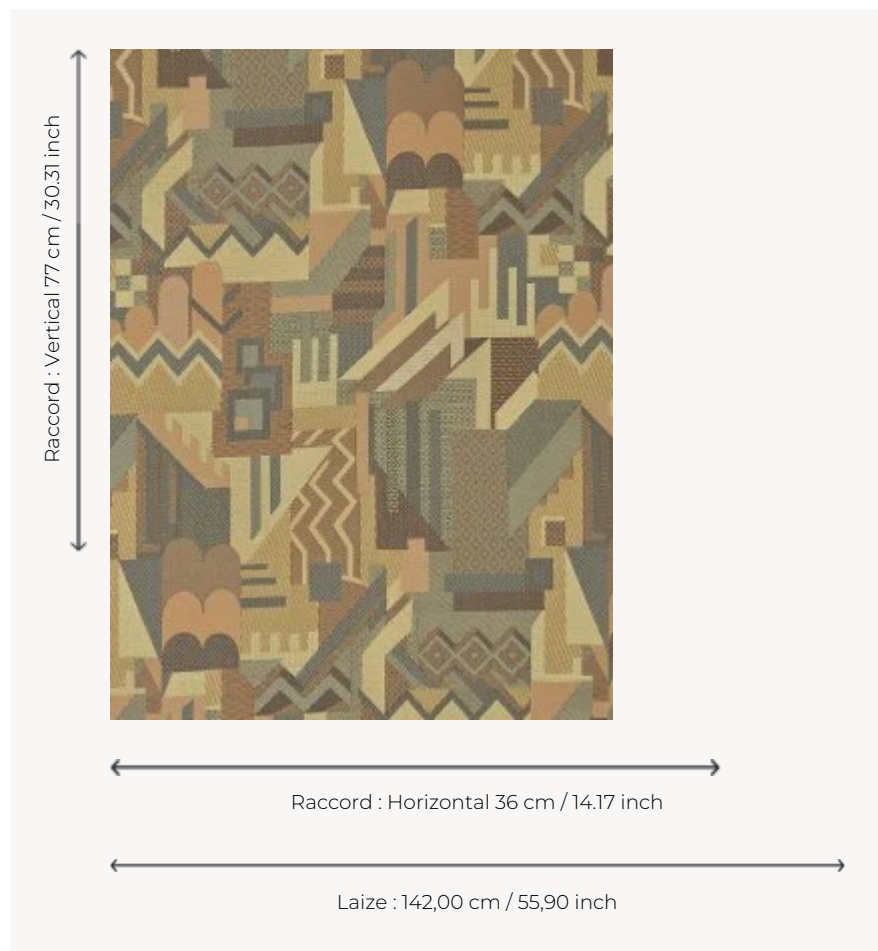 Raccord : Vertical 77 cm / 30.31 inch
Raccord : Horizontal 36 cm / 14.17 inch
Laize : 142,00 cm / 55,90 inch